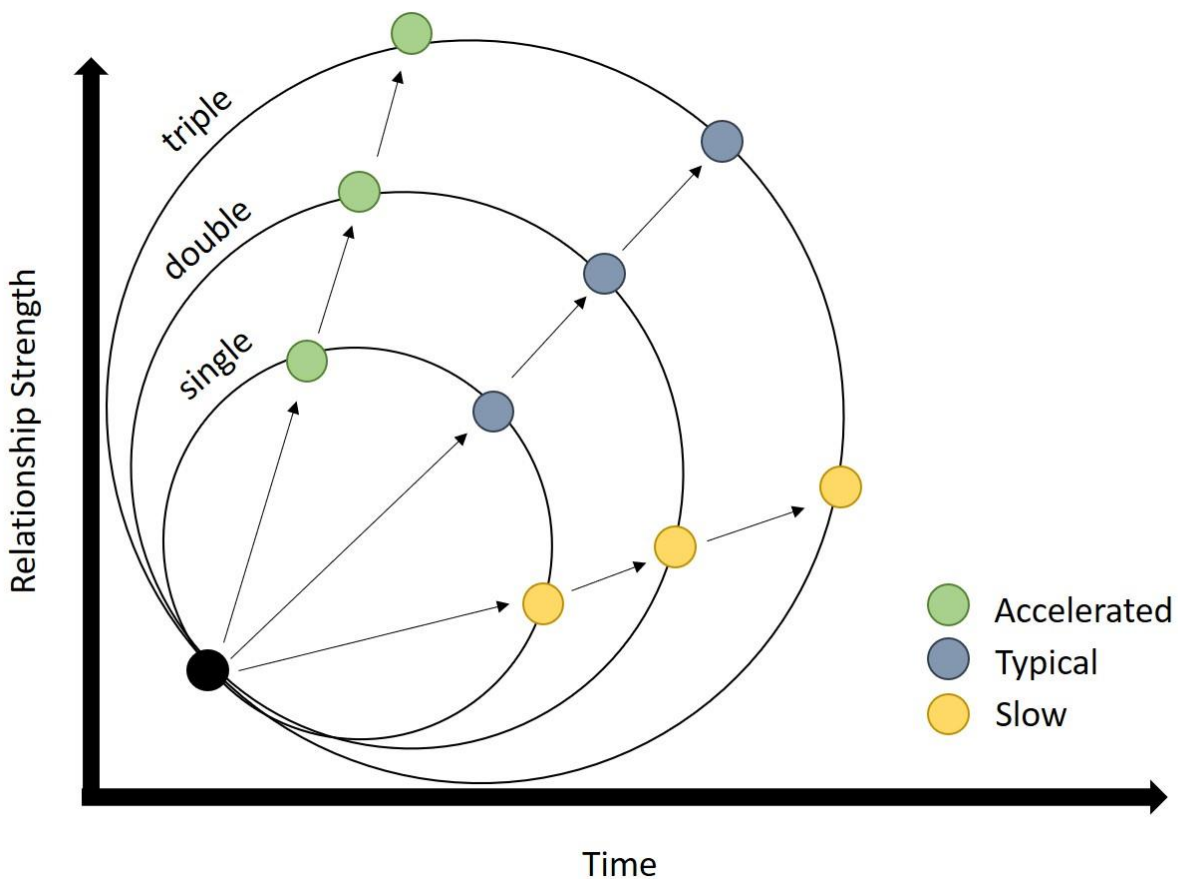 triple
double
single
Relationship Strength
Accelerated
Typical
Slow
Time